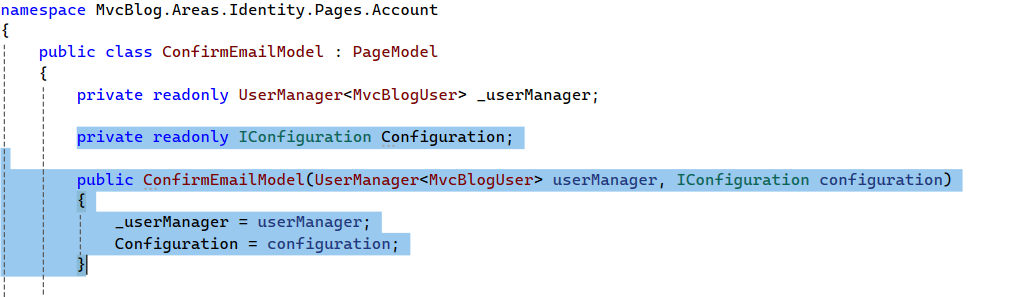 namespace MvcBlog.Areas.Identity.Pages.Account
{
public class ConfirmEmailModel : PageModel
{
private readonly UserManager<MvcBlogUser> _userManager;
private readonly IConfiguration Configuration;
public ConfirmEmailModel(UserManager<MvcBlogUser> userManager, IConfiguration configuration)
{
_userManager = userManager;
Configuration = configuration;
}